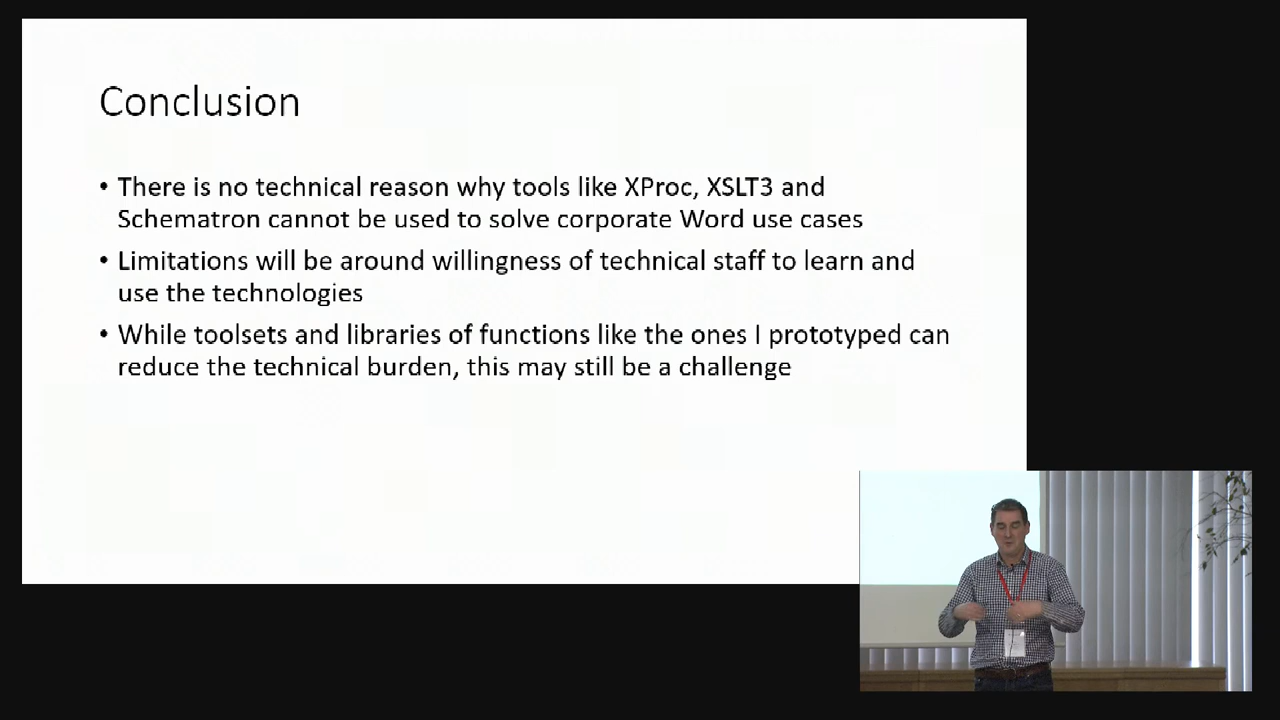 Conclusion
• There is no technical reason why tools like XProc, XSLT3 and
Schematron cannot be used to solve corporate Word use cases
• Limitations will be around willingness of technical staff to learn and
use the technologies
• While toolsets and libraries of functions like the ones I prototyped can
reduce the technical burden, this may still be a challenge